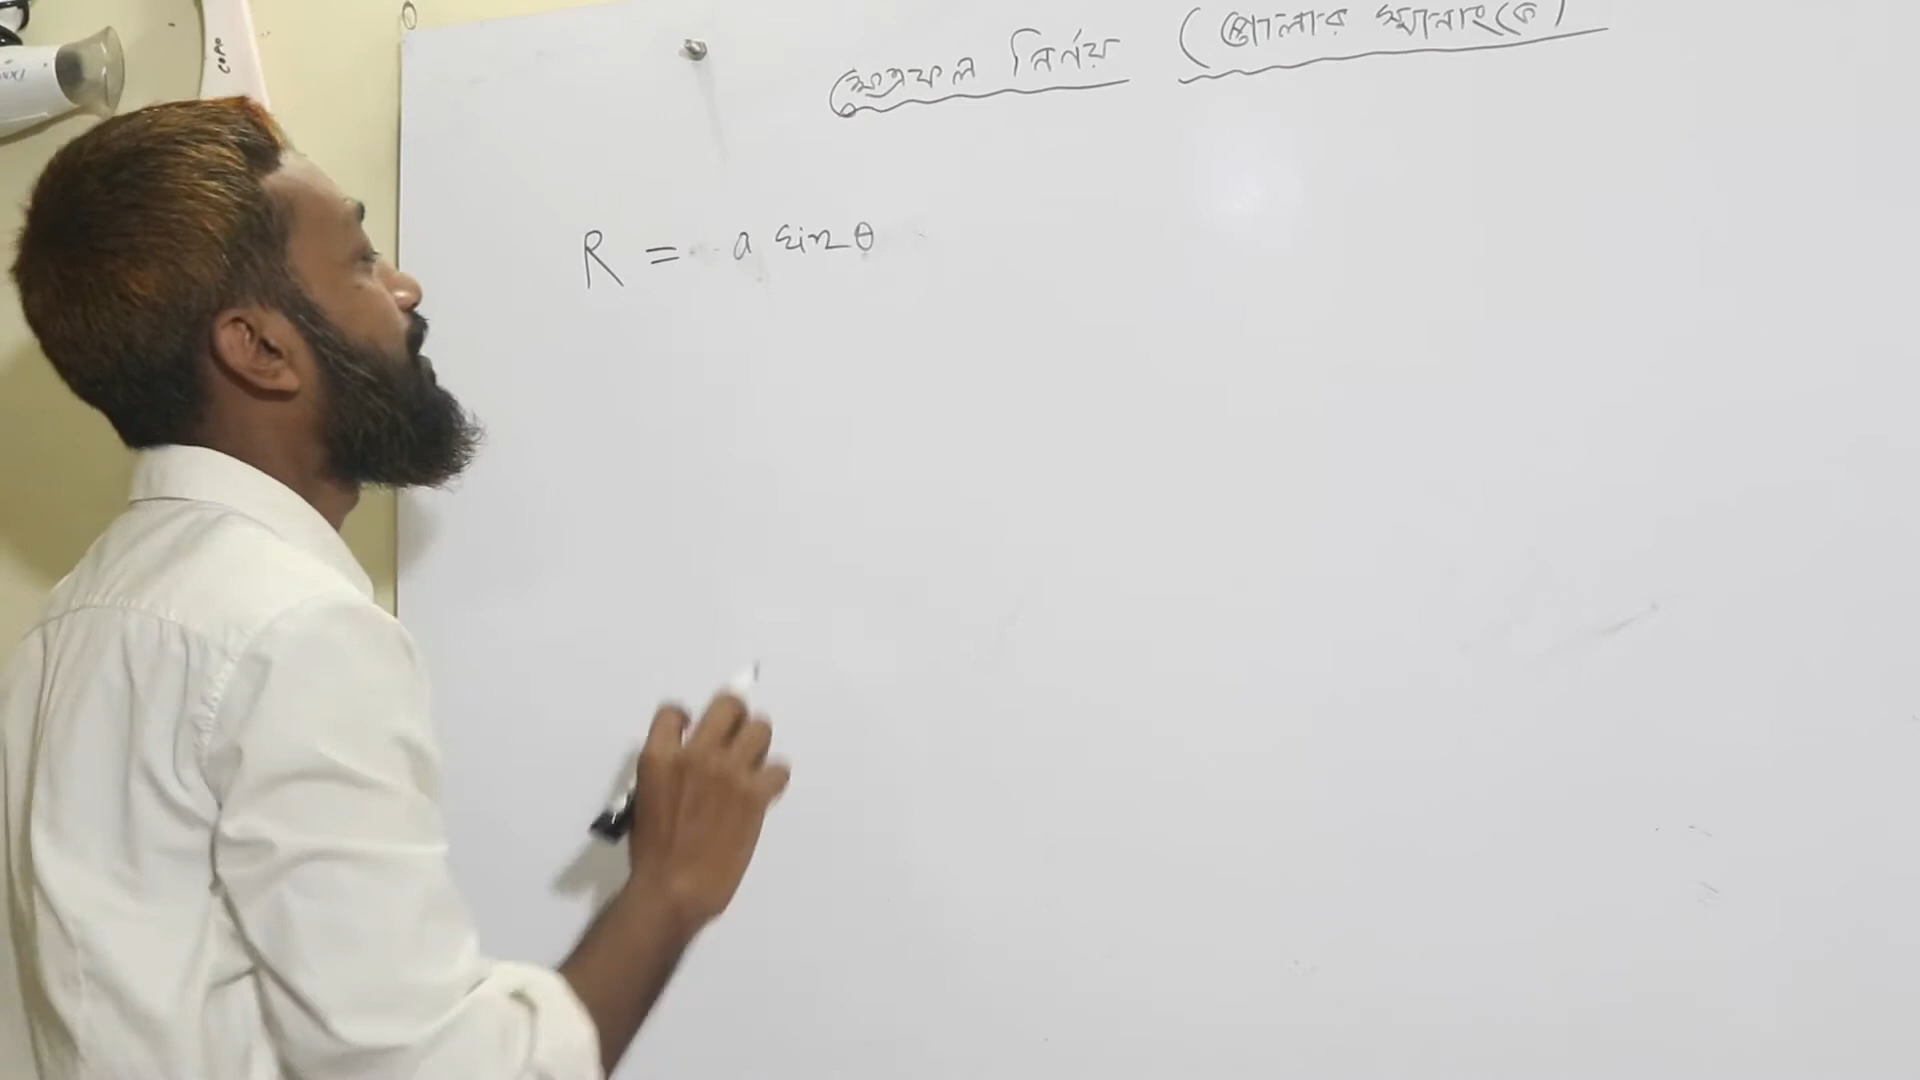 ক্ষেত্রফল নির্ণয় (পোলার স্থানাংকে)
R = a sin θ